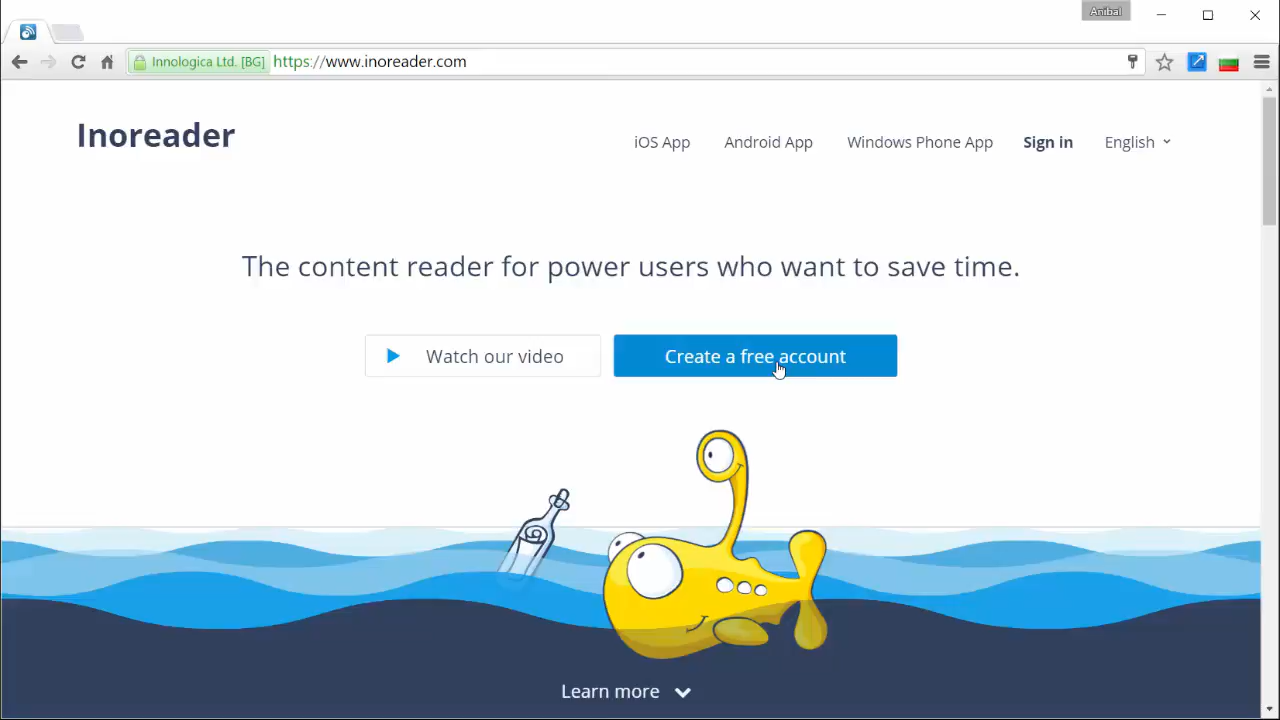 Anibal
Innologica Ltd. [BG] https://www.inoreader.com
Inoreader
iOS App Android App Windows Phone App Sign in English
The content reader for power users who want to save time.
Watch our video Create a free account
Learn more